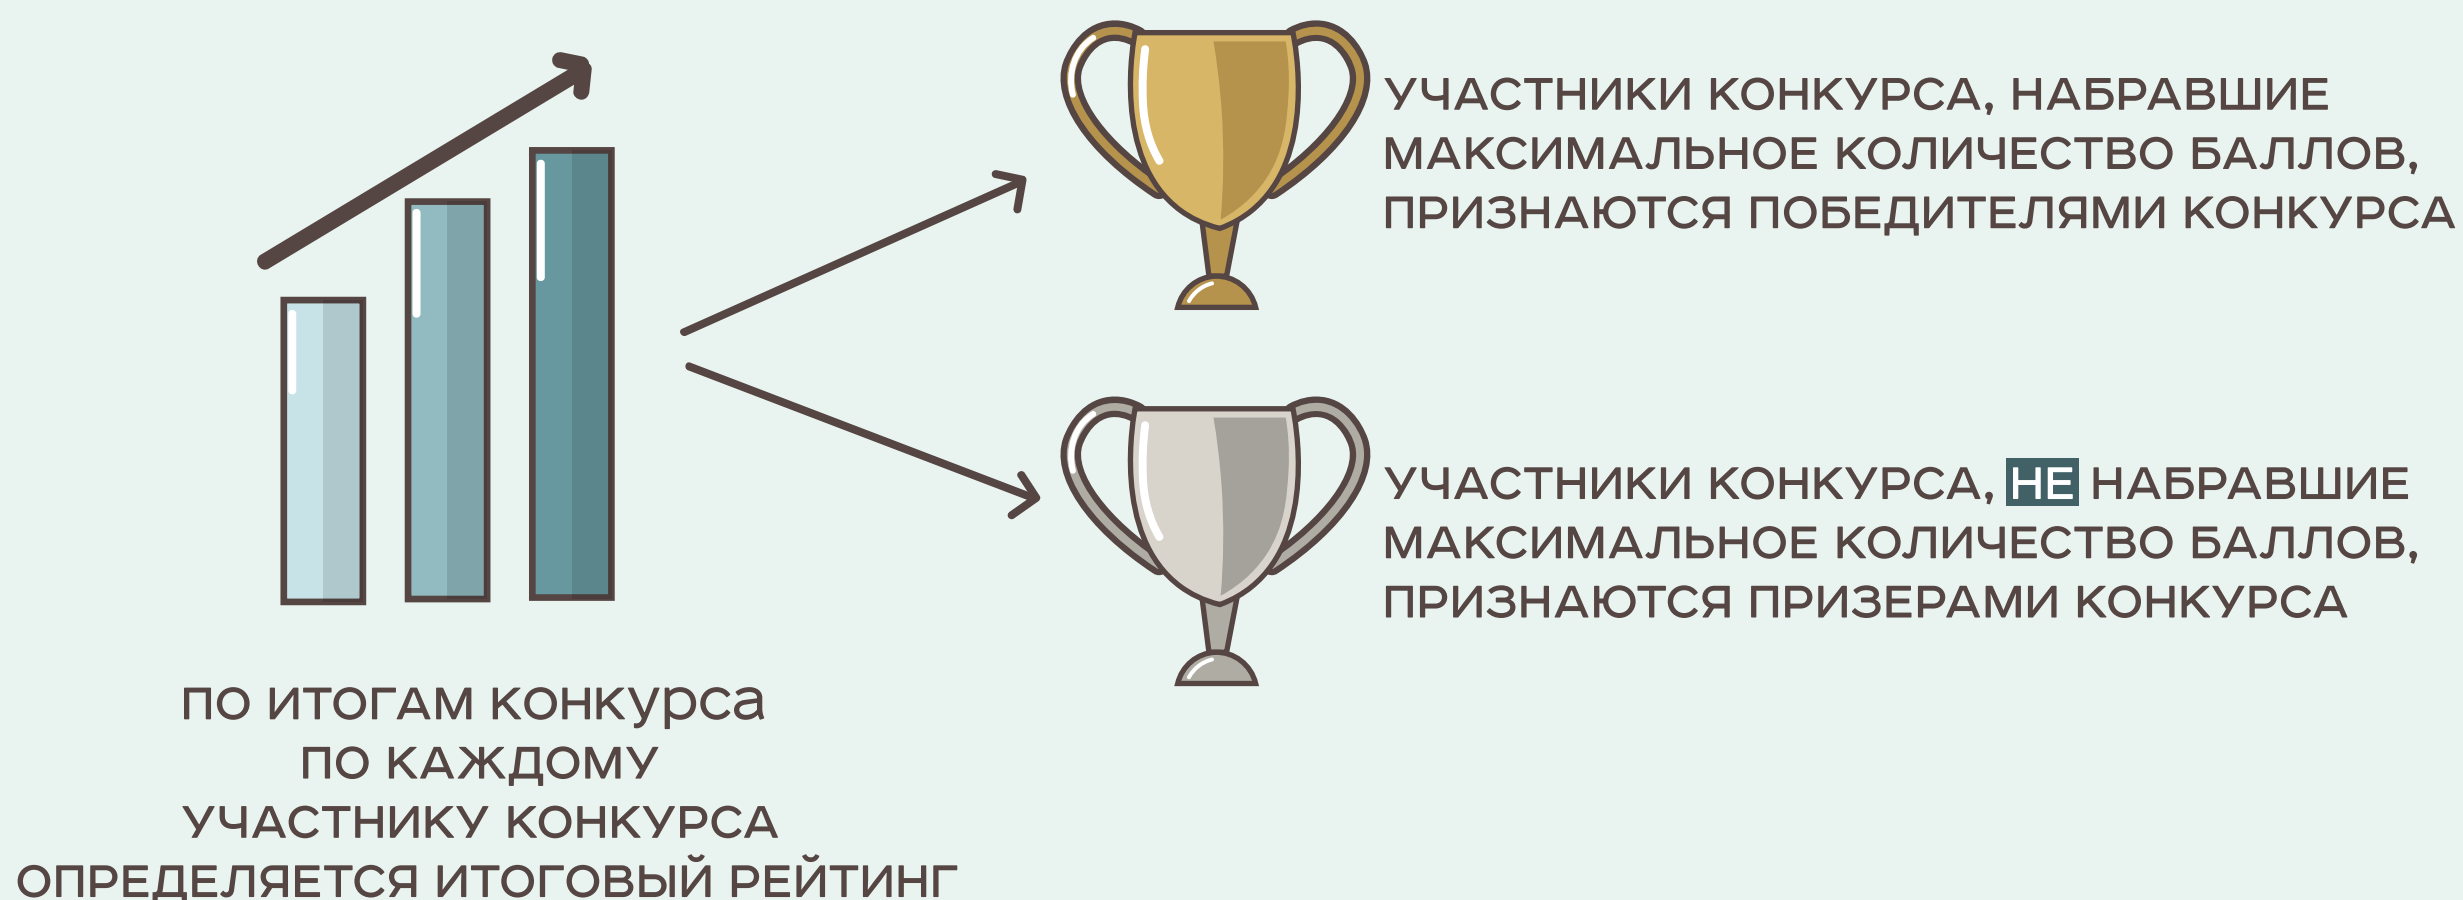 УЧАСТНИКИ КОНКУРСА, НАБРАВШИЕ
МАКСИМАЛЬНОЕ КОЛИЧЕСТВО БАЛЛОВ,
ПРИЗНАЮТСЯ ПОБЕДИТЕЛЯМИ КОНКУРСА
УЧАСТНИКИ КОНКУРСА, НЕ НАБРАВШИЕ
МАКСИМАЛЬНОЕ КОЛИЧЕСТВО БАЛЛОВ,
ПРИЗНАЮТСЯ ПРИЗЕРАМИ КОНКУРСА
ПО ИТОГАМ КОНКурса
ПО КАЖДОМУ
УЧАСТНИКУ КОНКУРСА
ОПРЕДЕЛЯЕТСЯ ИТОГОВЫЙ РЕЙТИНГ